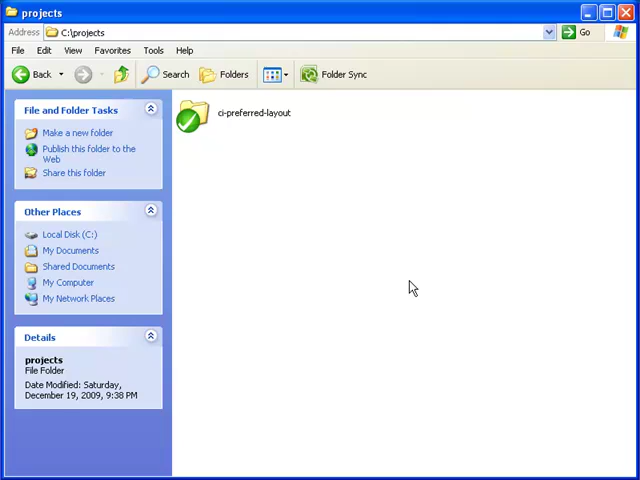 projects
Address C:\projects Go
File Edit View Favorites Tools Help
Back Search Folders Folder Sync
File and Folder Tasks
Make a new folder
Publish this folder to the
Web
Share this folder
Other Places
Local Disk (C:)
My Documents
Shared Documents
My Computer
My Network Places
Details
projects
File Folder
Date Modified: Saturday,
December 19, 2009, 9:38 PM
ci-preferred-layout